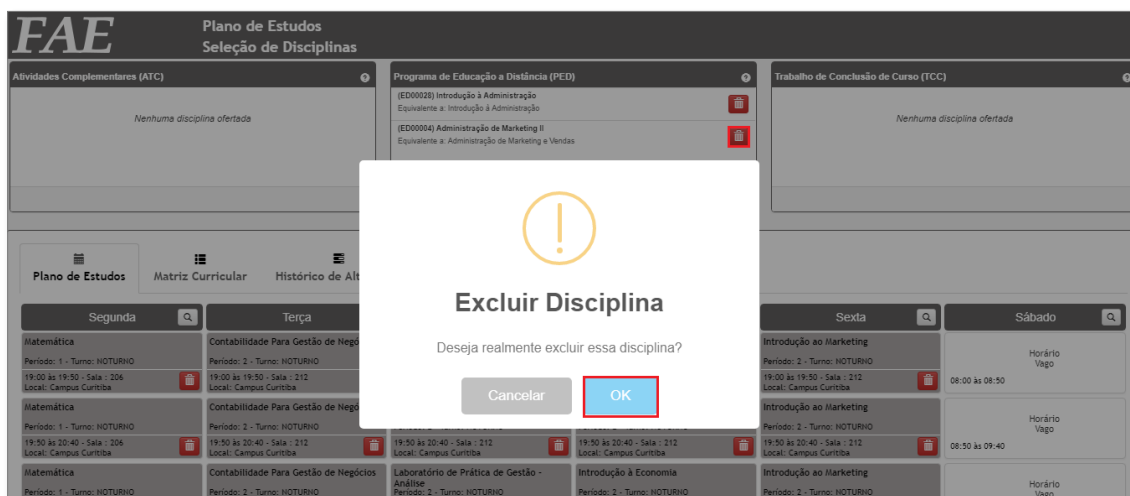 FAE
Plano de Estudos
Seleção de Disciplinas
Atividades Complementares (ATC)
Nenhuma disciplina ofertada
Programa de Educação a Distância (PED)
(ED00028) Introdução à Administração
Equivalente a: Introdução à Administração
(ED00004) Administração de Marketing II
Equivalente a: Administração de Marketing e Vendas
Trabalho de Conclusão de Curso (TCC)
Nenhuma disciplina ofertada
Excluir Disciplina
Deseja realmente excluir essa disciplina?
Cancelar
OK
Plano de Estudos
Matriz Curricular
Histórico de Alt
Segunda
Terça
Sexta
Sábado
Matemática
Período: 1 - Turno: NOTURNO
19:00 às 19:50 - Sala : 206
Local: Campus Curitiba
Contabilidade Para Gestão de Negó
Período: 2 - Turno: NOTURNO
19:00 às 19:50 - Sala : 212
Local: Campus Curitiba
Introdução ao Marketing
Período: 2 - Turno: NOTURNO
19:00 às 19:50 - Sala : 212
Local: Campus Curitiba
Horário
Vago
08:00 às 08:50
Matemática
Período: 1 - Turno: NOTURNO
19:50 às 20:40 - Sala : 206
Local: Campus Curitiba
Contabilidade Para Gestão de Negó
Período: 2 - Turno: NOTURNO
19:50 às 20:40 - Sala : 212
Local: Campus Curitiba
19:50 às 20:40 - Sala : 212
Local: Campus Curitiba
19:50 às 20:40 - Sala : 212
Local: Campus Curitiba
Introdução ao Marketing
Período: 2 - Turno: NOTURNO
19:50 às 20:40 - Sala : 212
Local: Campus Curitiba
Horário
Vago
08:50 às 09:40
Matemática
Período: 1 - Turno: NOTURNO
Contabilidade Para Gestão de Negócios
Período: 2 - Turno: NOTURNO
Laboratório de Prática de Gestão -
Análise
Período: 2 - Turno: NOTURNO
Introdução à Economia
Período: 2 - Turno: NOTURNO
Introdução ao Marketing
Período: 2 - Turno: NOTURNO
Horário
Vago